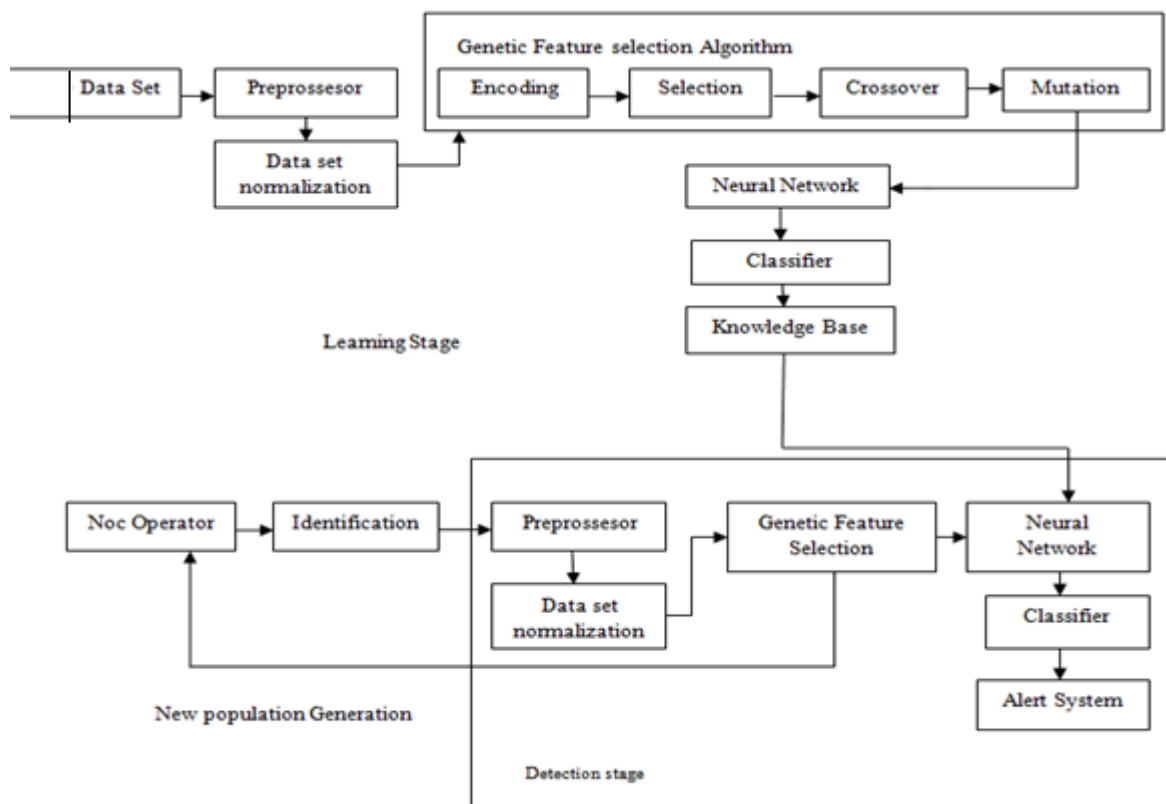 Genetic Feature selection Algorithm
Data Set
Preprossesor
Encoding
Selection
Crossover
Mutation
Data set
normalization
Neural Network
Classifier
Knowledge Base
Learning Stage
Noc Operator
Identification
Preprossesor
Genetic Feature
Selection
Neural
Network
Data set
normalization
Classifier
Alert System
New population Generation
Detection stage